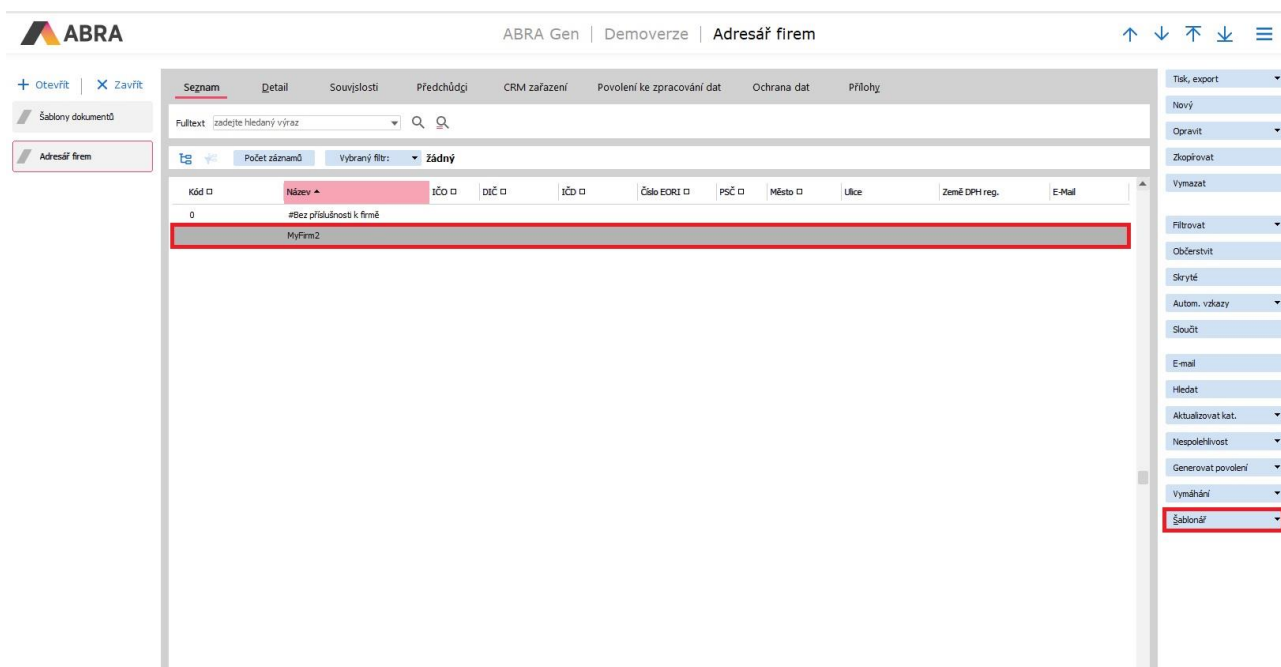 ABRA
ABRA Gen | Demoverze | Adresář firem
Otevřít | Zavřít
Šablony dokumentů
Adresář firem
Seznam Detail Souvislosti Předchůdci CRM zařazení Povolení ke zpracování dat Ochrana dat Přílohy
Fulltext zadejte hledaný výraz
Počet záznamů Vybraný filtr: žádný
Kód Název IČO DIČ IČD Číslo EORI PSČ Město Ulice Země DPH reg. E-Mail
0 #Bez příslušnosti k firmě
MyFirm2
Tisk, export
Nový
Opravit
Zkopírovat
Vymazat
Filtrovat
Občerstvit
Skryté
Autom. vzkazy
Sloučit
E-mail
Hledat
Aktualizovat kat.
Nespolehlivost
Generovat povolení
Vymáhání
Šablonář